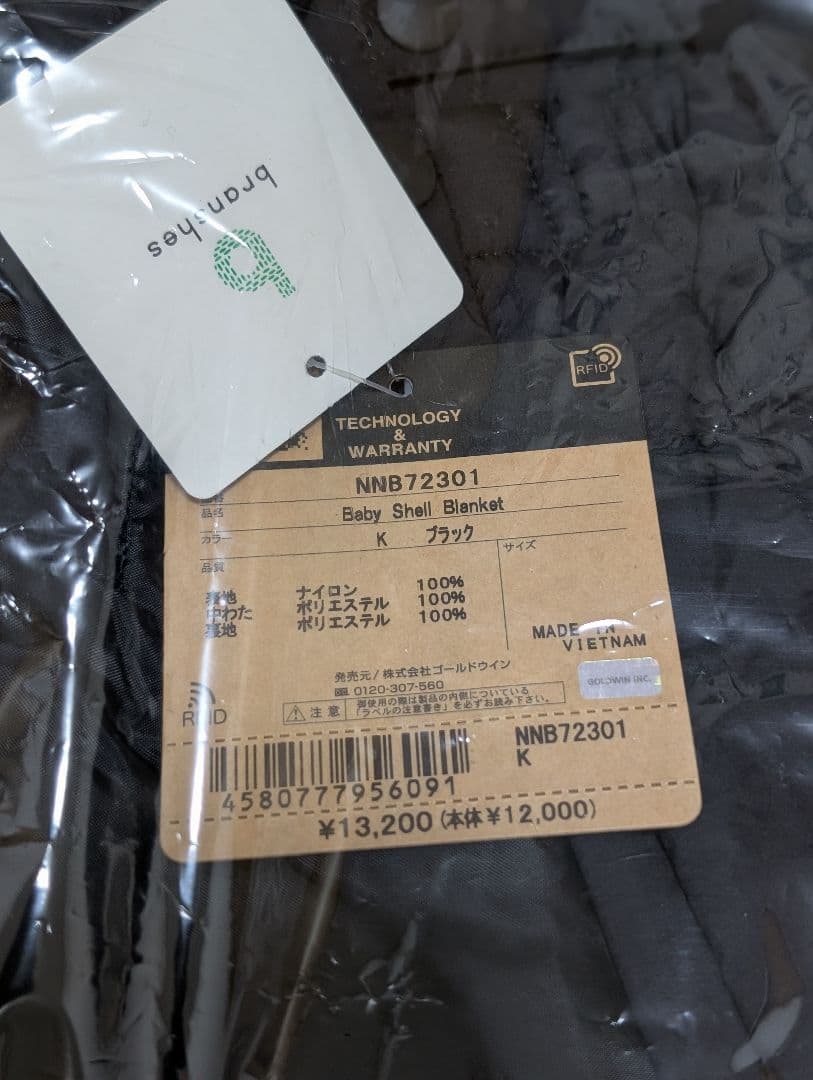 branshes
RFID
TECHNOLOGY
&
WARRANTY
NNB72301
品名 Baby Shell Blanket
カラー K ブラック
品質 サイズ
表地 ナイロン 100%
中わた ポリエステル 100%
裏地 ポリエステル 100%
MADE IN
VIETNAM
発売元/株式会社ゴールドウイン
0120-307-560
GOLDWIN INC.
RFID
注意 御使用の際は製品の内側についている
「ラベルの注意書き」を必ずお読み下さい。
NNB72301
K
4580777956091
¥13,200(本体¥12,000)